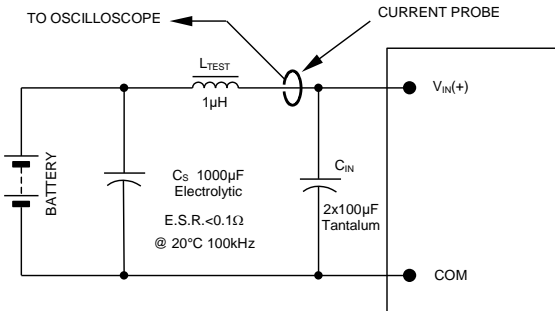 TO OSCILLOSCOPE
CURRENT PROBE
LTEST
1µH
VIN(+)
BATTERY
CS 1000µF
Electrolytic
E.S.R.<0.1Ω
@ 20°C 100kHz
CIN
2x100µF
Tantalum
COM